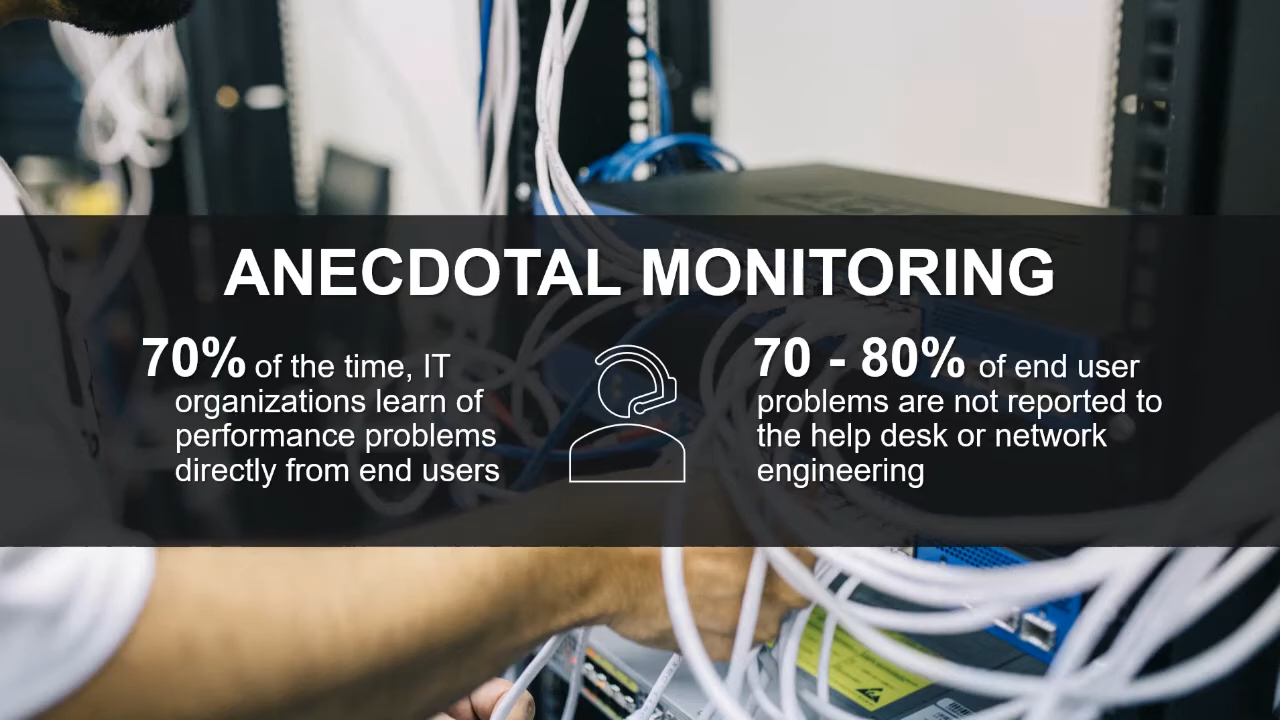 ANECDOTAL MONITORING
70% of the time, IT
organizations learn of
performance problems
directly from end users
70 - 80% of end user
problems are not reported to
the help desk or network
engineering